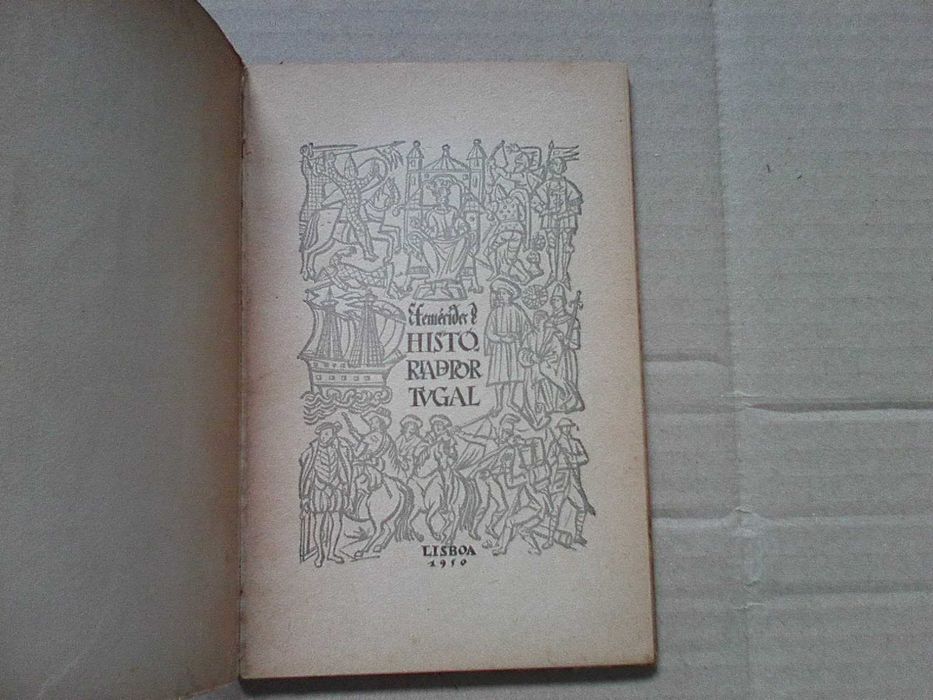 Efemérides d
HISTÓ
RIA DE POR
TVGAL
LISBOA
1950